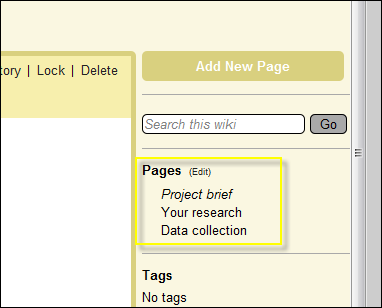 tory | Lock | Delete
Add New Page
Search this wiki
Go
Pages (Edit)
Project brief
Your research
Data collection
Tags
No tags